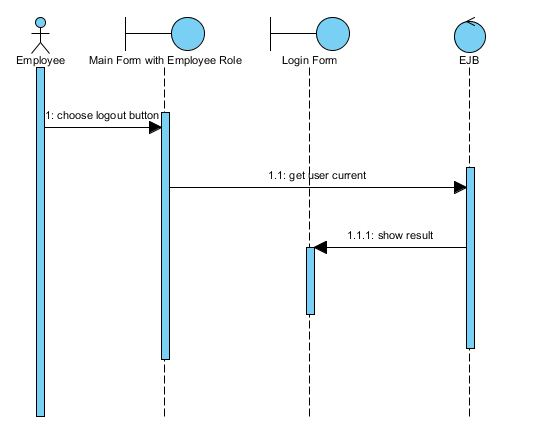 Employee
Main Form with Employee Role
Login Form
EJB
1: choose logout button
1.1: get user current
1.1.1: show result